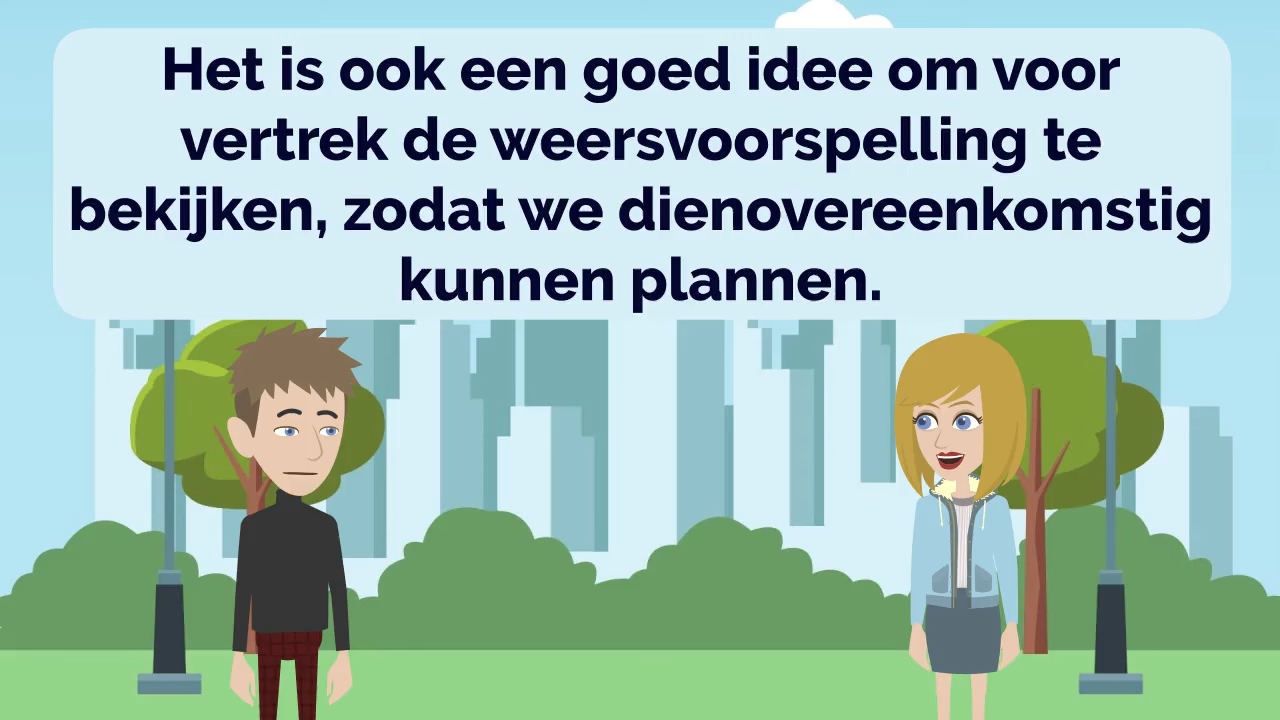 Het is ook een goed idee om voor
vertrek de weersvoorspelling te
bekijken, zodat we dienovereenkomstig
kunnen plannen.